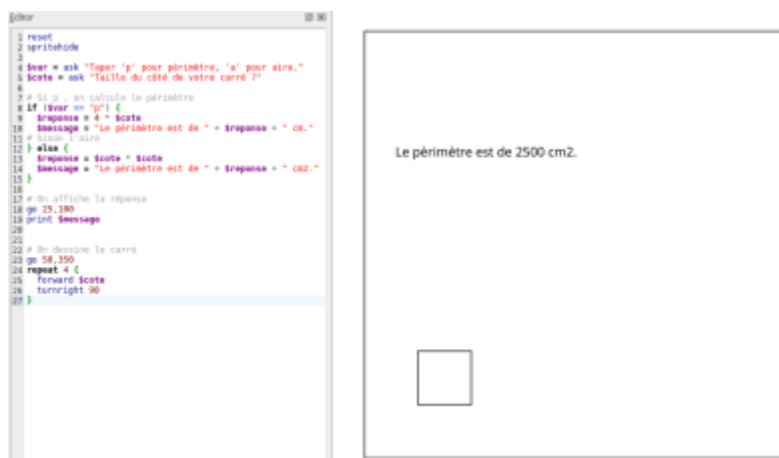 Editor
1 reset
2 spritehide
3
4 $var = ask "Taper 'p' pour périmètre, 'a' pour aire."
5 $cote = ask "Taille du côté de votre carré ?"
6
7 # Si p , on calcule le périmètre
8 if ($var == "p") {
9 $reponse = 4 * $cote
10 $message = "Le périmètre est de " + $reponse + " cm."
11 # Sinon l'aire
12 } else {
13 $reponse = $cote * $cote
14 $message = "Le périmètre est de " + $reponse + " cm2."
15 }
16
17 # On affiche la réponse
18 go 25,100
19 print $message
20
21
22 # On dessine le carré
23 go 50,350
24 repeat 4 {
25 forward $cote
26 turnright 90
27 }
Le périmètre est de 2500 cm2.